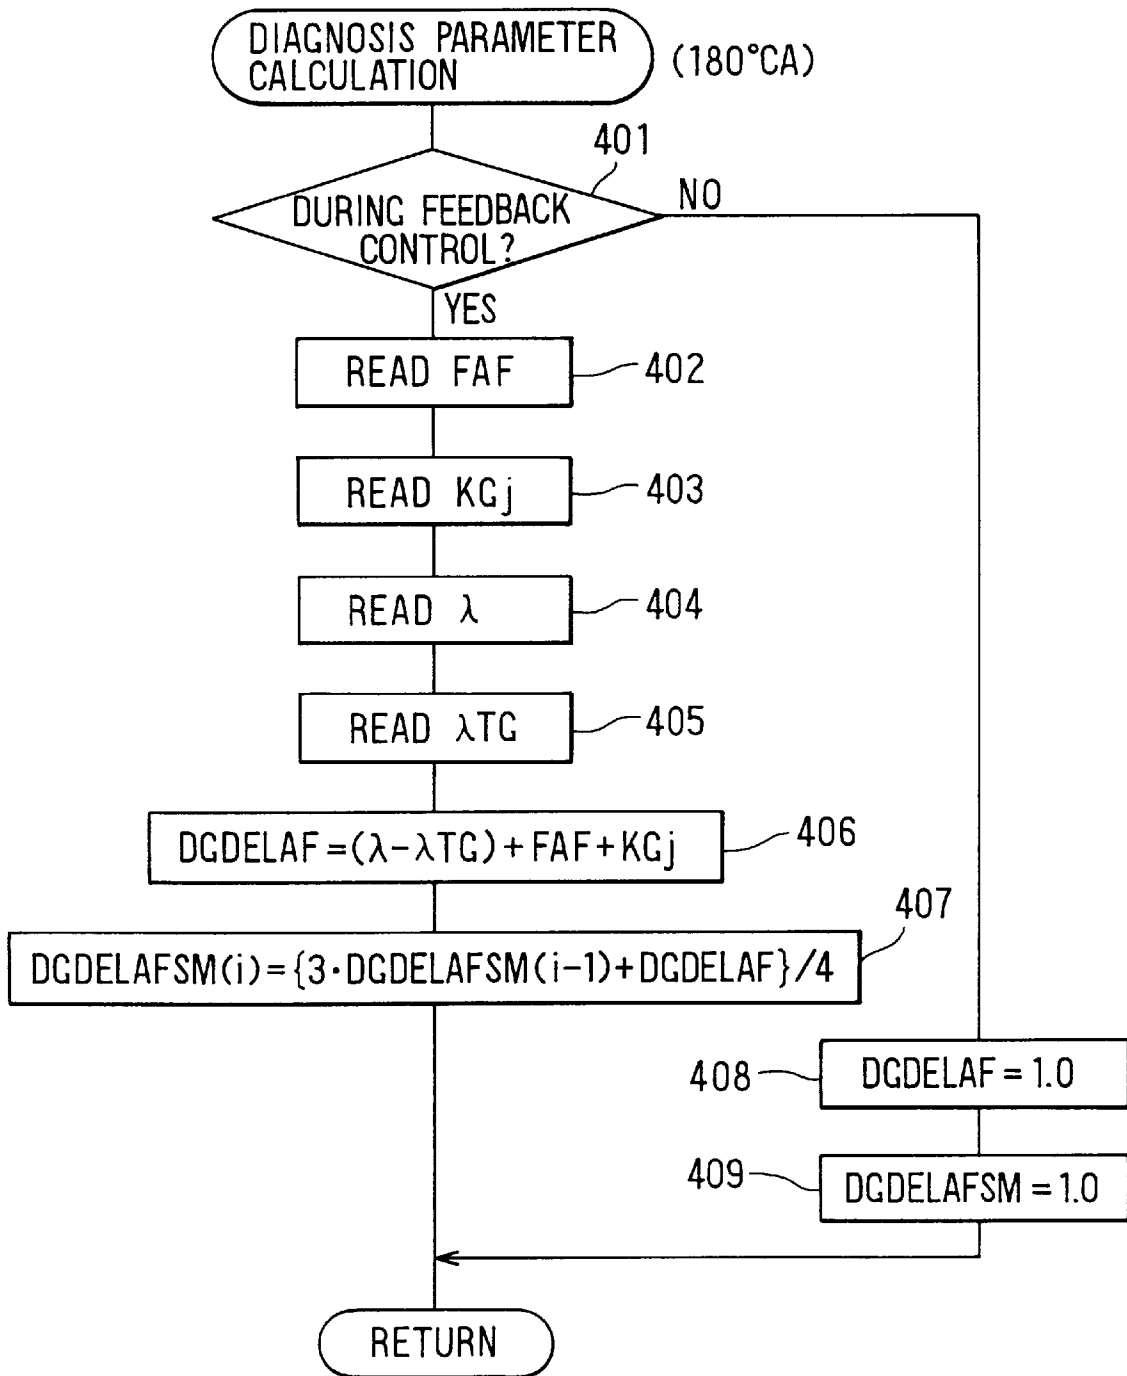 DIAGNOSIS PARAMETER
CALCULATION
(180°CA)
401
DURING FEEDBACK
CONTROL?
NO
YES
READ FAF
402
READ KGj
403
READ λ
404
READ λTG
405
DGDELAF=(λ-λTG)+FAF+KGj
406
407
DGDELAFSM(i)={3·DGDELAFSM(i-1)+DGDELAF}/4
408
DGDELAF=1.0
409
DGDELAFSM=1.0
RETURN